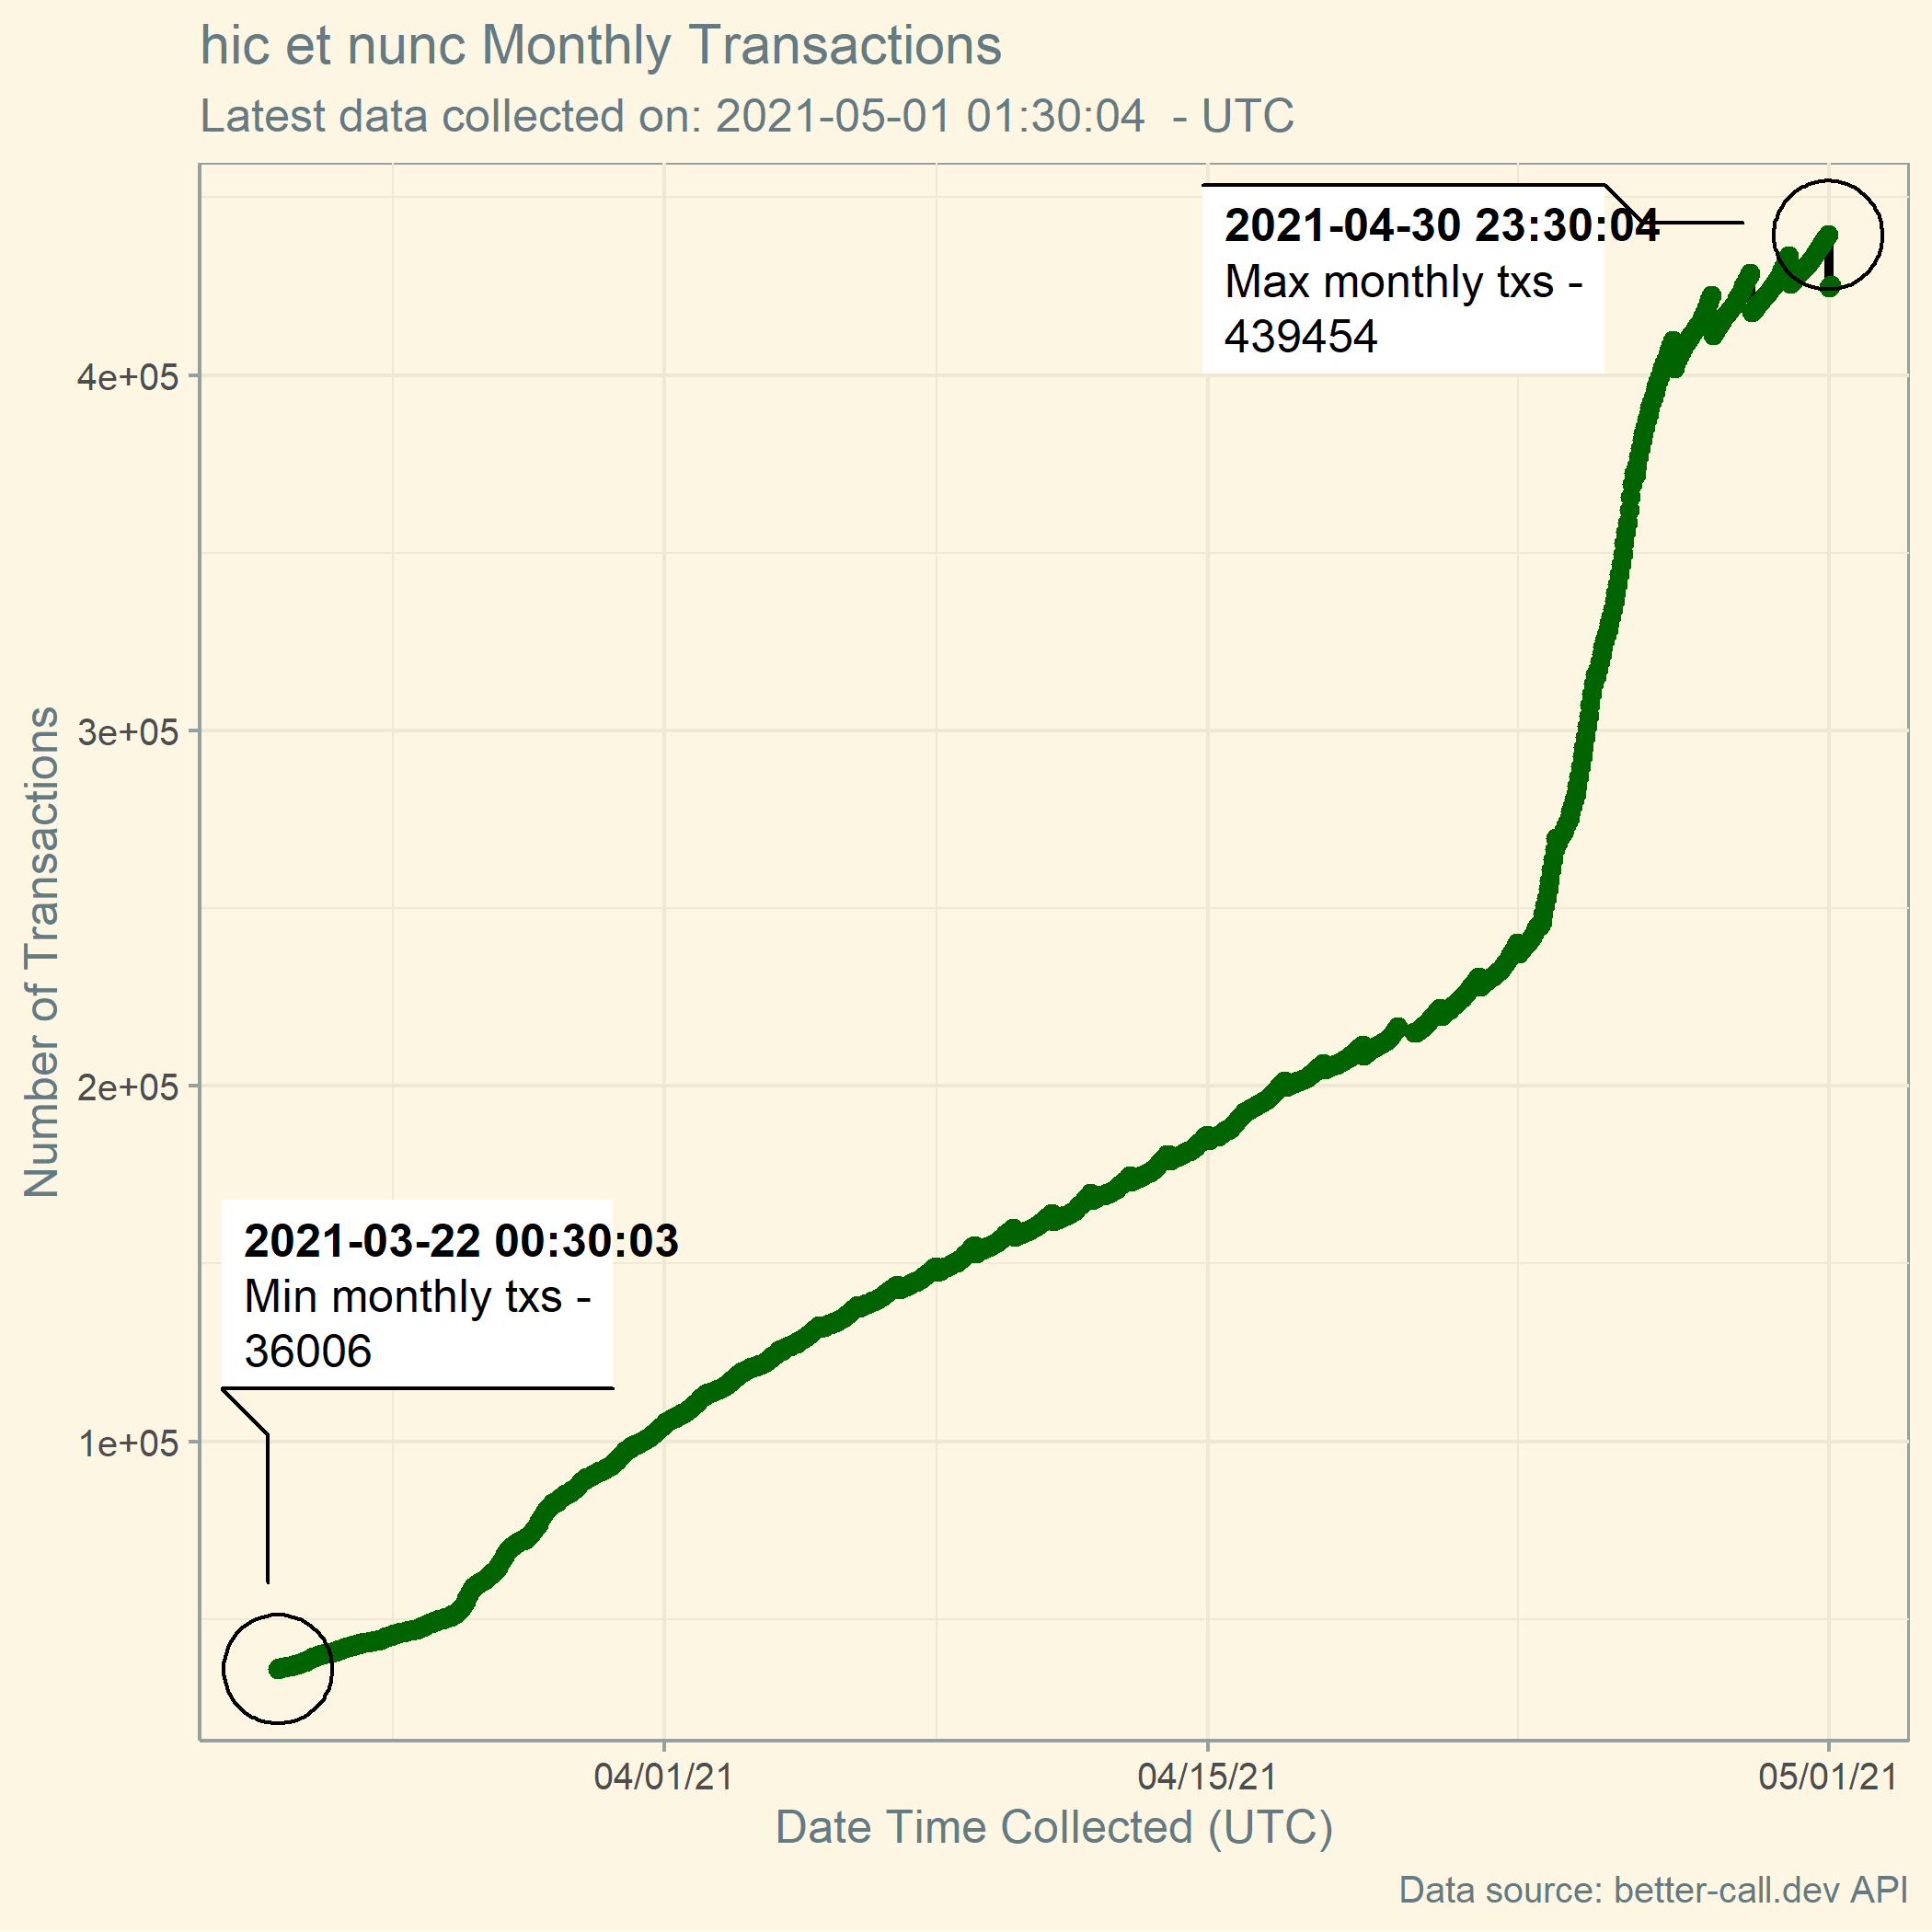 hic et nunc Monthly Transactions
Latest data collected on: 2021-05-01 01:30:04  - UTC
2021-04-30 23:30:04
Max monthly txs -
439454
4e+05
3e+05
2e+05
1e+05
Number of Transactions
2021-03-22 00:30:03
Min monthly txs -
36006
04/01/21
04/15/21
05/01/21
Date Time Collected (UTC)
Data source: better-call.dev API